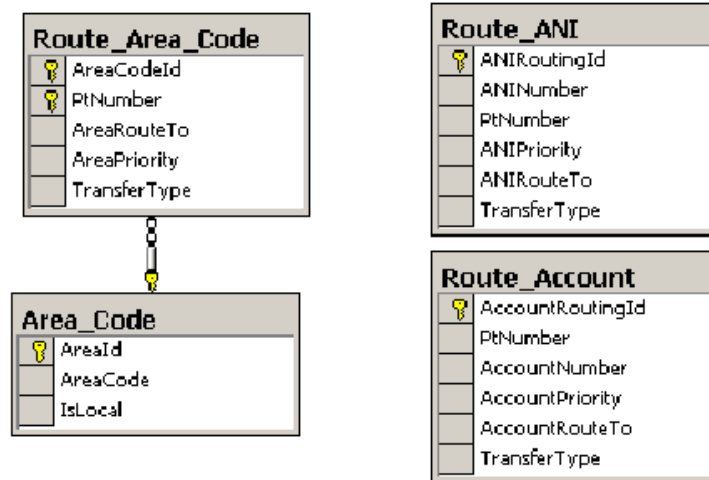 Route_Area_Code
AreaCodeId
PtNumber
AreaRouteTo
AreaPriority
TransferType
Area_Code
AreaId
AreaCode
IsLocal
Route_ANI
ANIRoutingId
ANINumber
PtNumber
ANIPriority
ANIRouteTo
TransferType
Route_Account
AccountRoutingId
PtNumber
AccountNumber
AccountPriority
AccountRouteTo
TransferType